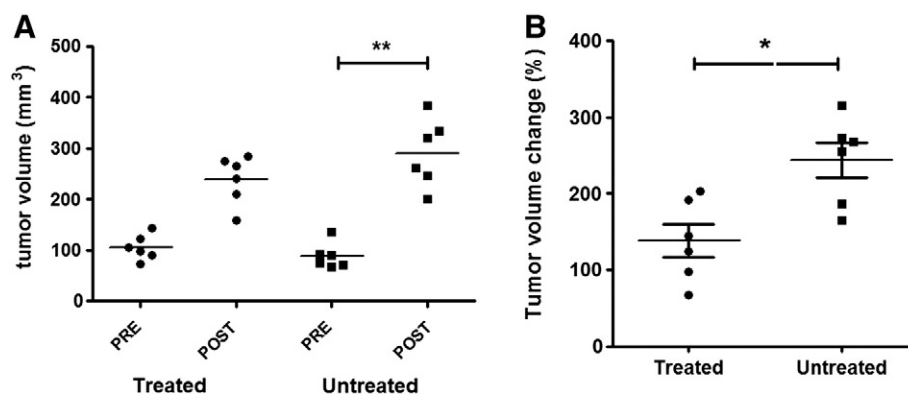 A
tumor volume (mm3)
500
400
300
200
100
0
**
PRE
POST
PRE
POST
Treated
Untreated
B
Tumor volume change (%)
400
300
200
100
0
*
Treated
Untreated